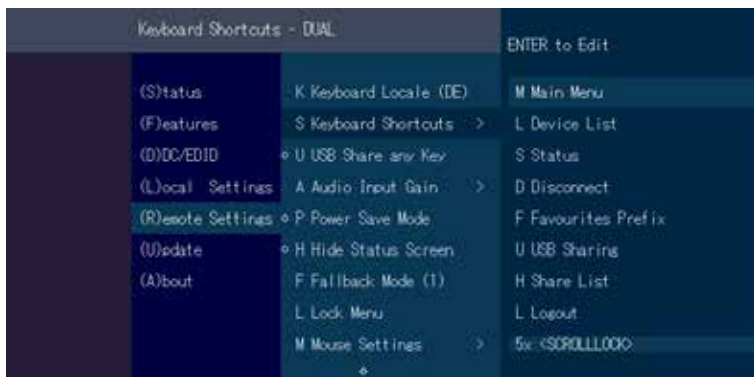 Keyboard Shortcuts - DUAL
ENTER to Edit
(S)tatus
(F)eatures
(D)DC/EDID
(L)ocal Settings
(R)emote Settings
(U)pdate
(A)bout
K Keyboard Locale (DE)
S Keyboard Shortcuts >
U USB Share any Key
A Audio Input Gain >
P Power Save Mode
H Hide Status Screen
F Fallback Mode (1)
L Lock Menu
M Mouse Settings >
M Main Menu
L Device List
S Status
D Disconnect
F Favourites Prefix
U USB Sharing
H Share List
L Logout
5x <SCROLLLOCK>